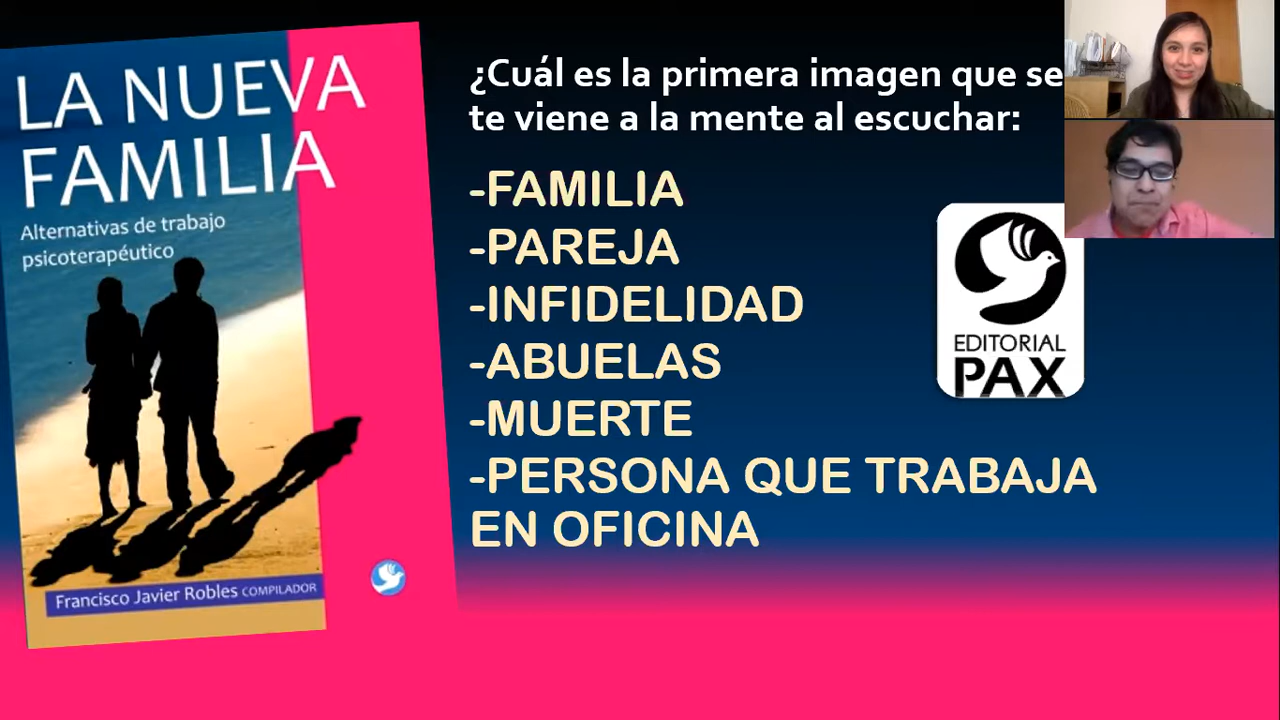 LA NUEVA
FAMILIA
Alternativas de trabajo
psicoterapéutico
Francisco Javier Robles COMPILADOR
¿Cuál es la primera imagen que se
te viene a la mente al escuchar:
-FAMILIA
-PAREJA
-INFIDELIDAD
-ABUELAS
-MUERTE
-PERSONA QUE TRABAJA
EN OFICINA
EDITORIAL
PAX